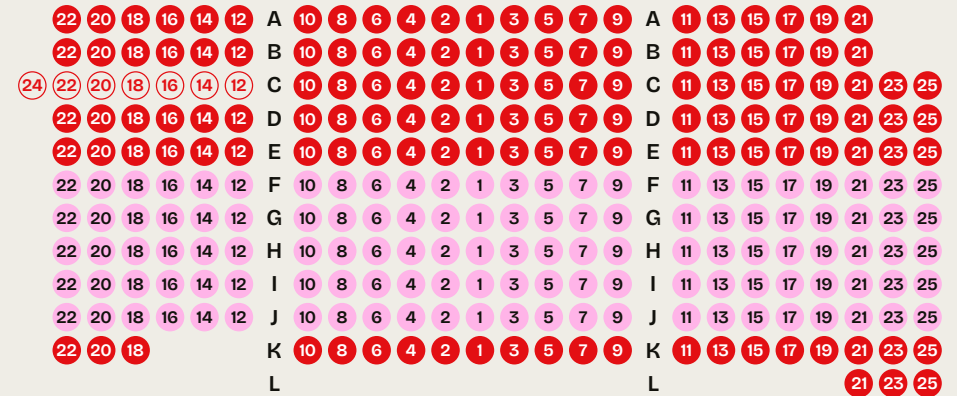 22 20 18 16 14 12 A 10 8 6 4 2 1 3 5 7 9 A 11 13 15 17 19 21
22 20 18 16 14 12 B 10 8 6 4 2 1 3 5 7 9 B 11 13 15 17 19 21
24 22 20 18 16 14 12 C 10 8 6 4 2 1 3 5 7 9 C 11 13 15 17 19 21 23 25
22 20 18 16 14 12 D 10 8 6 4 2 1 3 5 7 9 D 11 13 15 17 19 21 23 25
22 20 18 16 14 12 E 10 8 6 4 2 1 3 5 7 9 E 11 13 15 17 19 21 23 25
22 20 18 16 14 12 F 10 8 6 4 2 1 3 5 7 9 F 11 13 15 17 19 21 23 25
22 20 18 16 14 12 G 10 8 6 4 2 1 3 5 7 9 G 11 13 15 17 19 21 23 25
22 20 18 16 14 12 H 10 8 6 4 2 1 3 5 7 9 H 11 13 15 17 19 21 23 25
22 20 18 16 14 12 I 10 8 6 4 2 1 3 5 7 9 I 11 13 15 17 19 21 23 25
22 20 18 16 14 12 J 10 8 6 4 2 1 3 5 7 9 J 11 13 15 17 19 21 23 25
22 20 18 K 10 8 6 4 2 1 3 5 7 9 K 11 13 15 17 19 21 23 25
L L 21 23 25